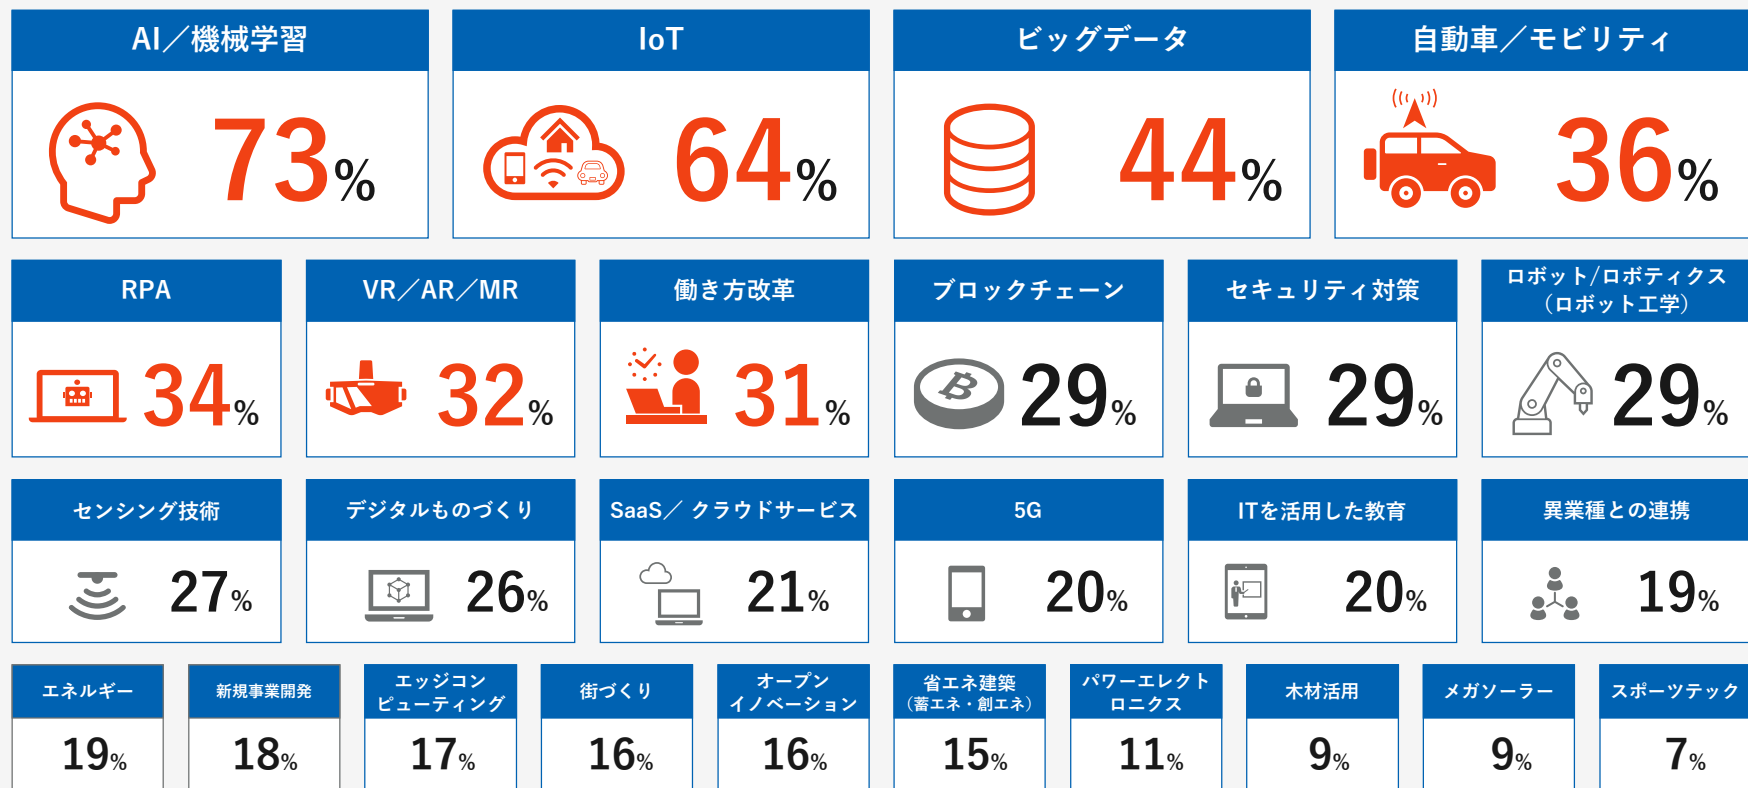 AI／機械学習
73%
IoT
64%
ビッグデータ
44%
自動車／モビリティ
36%
RPA
34%
VR／AR／MR
32%
働き方改革
31%
ブロックチェーン
29%
セキュリティ対策
29%
ロボット/ロボティクス
（ロボット工学）
29%
センシング技術
27%
デジタルものづくり
26%
SaaS／クラウドサービス
21%
5G
20%
ITを活用した教育
20%
異業種との連携
19%
エネルギー
19%
新規事業開発
18%
エッジコン
ピューティング
17%
街づくり
16%
オープン
イノベーション
16%
省エネ建築
（蓄エネ・創エネ）
15%
パワーエレクト
ロニクス
11%
木材活用
9%
メガソーラー
9%
スポーツテック
7%